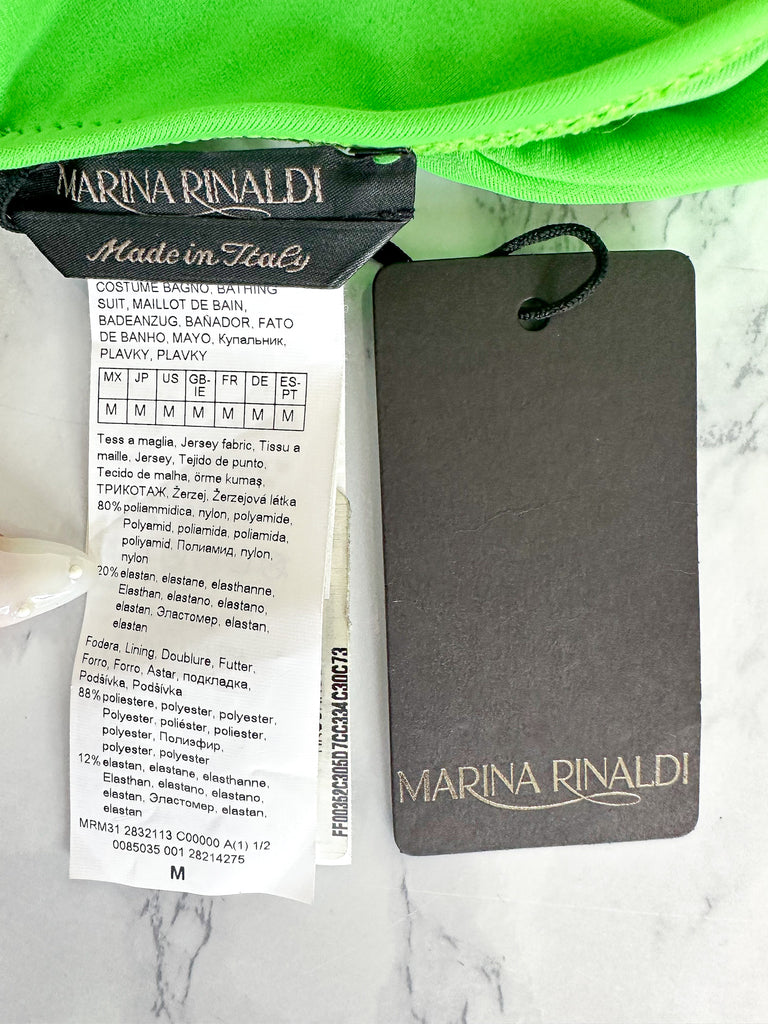 MARINA RINALDI
Made in Italy
COSTUME BAGNO, BATHING
SUIT, MAILLOT DE BAIN,
BADEANZUG, BAÑADOR, FATO
DE BANHO, MAYO, Купальник,
PLAVKY, PLAVKY
MX JP US GB-IE FR DE ES-PT
M M M M M M M
Tess a maglia, Jersey fabric, Tissu a
maille, Jersey, Tejido de punto,
Tecido de malha, örme kumaş,
ТРИКОТАЖ, Žerzej, Žerzejová látka
80% poliammidica, nylon, polyamide,
Polyamid, poliamida, poliamida,
poliyamid, Полиамид, nylon,
nylon
20% elastan, elastane, elasthanne,
Elasthan, elastano, elastano,
elastan, Эластомер, elastan,
elastan
Fodera, Lining, Doublure, Futter,
Forro, Forro, Astar, подкладка,
Podšívka, Podšívka
88% poliestere, polyester, polyester,
Polyester, poliéster, poliester,
polyester, Полиэфир,
polyester, polyester
12% elastan, elastane, elasthanne,
Elasthan, elastano, elastano,
elastan, Эластомер, elastan,
elastan
MRM31 2832113 C00000 A(1) 1/2
0085035 001 28214275
M
FF00352C305D7CC334C30C73
MARINA RINALDI